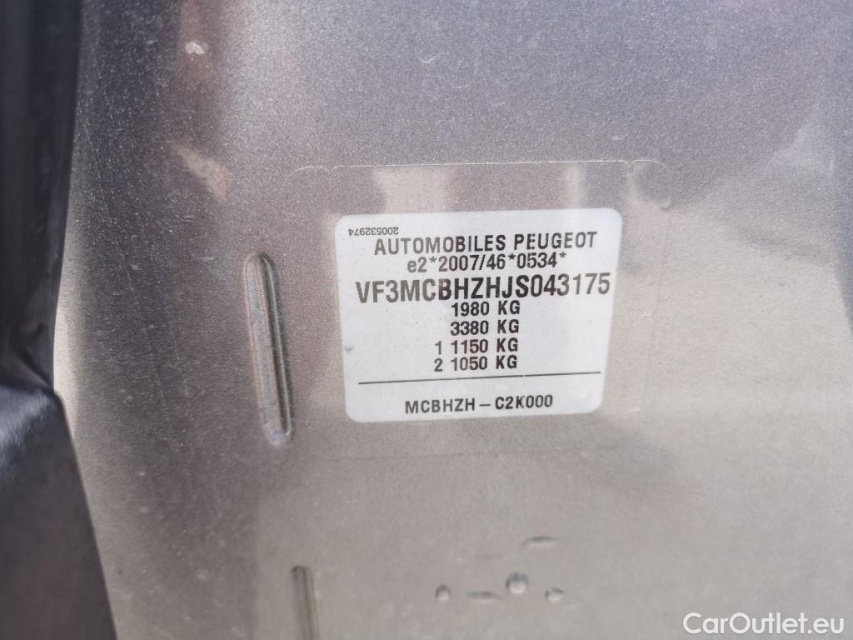 200532974
AUTOMOBILES PEUGEOT
e2*2007/46*0534*
VF3MCBHZHJS043175
1980 KG
3380 KG
1 1150 KG
2 1050 KG
MCBHZH - C2K000
CarOutlet.eu